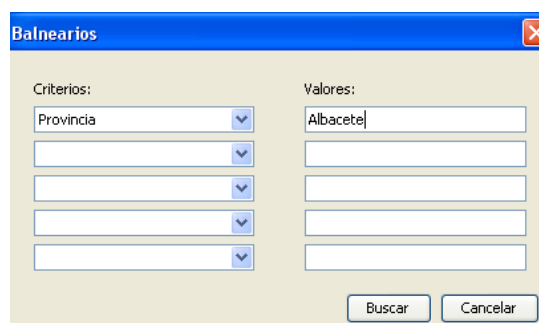 Balnearios
Criterios: Valores:
Provincia Albacete
Buscar Cancelar